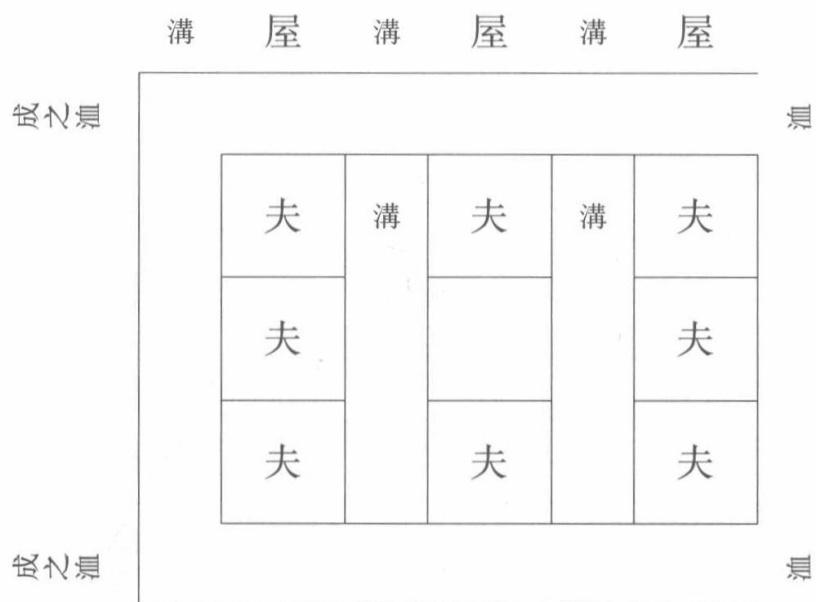 溝 屋 溝 屋 溝 屋
成之洫 洫
夫 溝 夫 溝 夫
夫 夫
夫 夫 夫
成之洫 洫